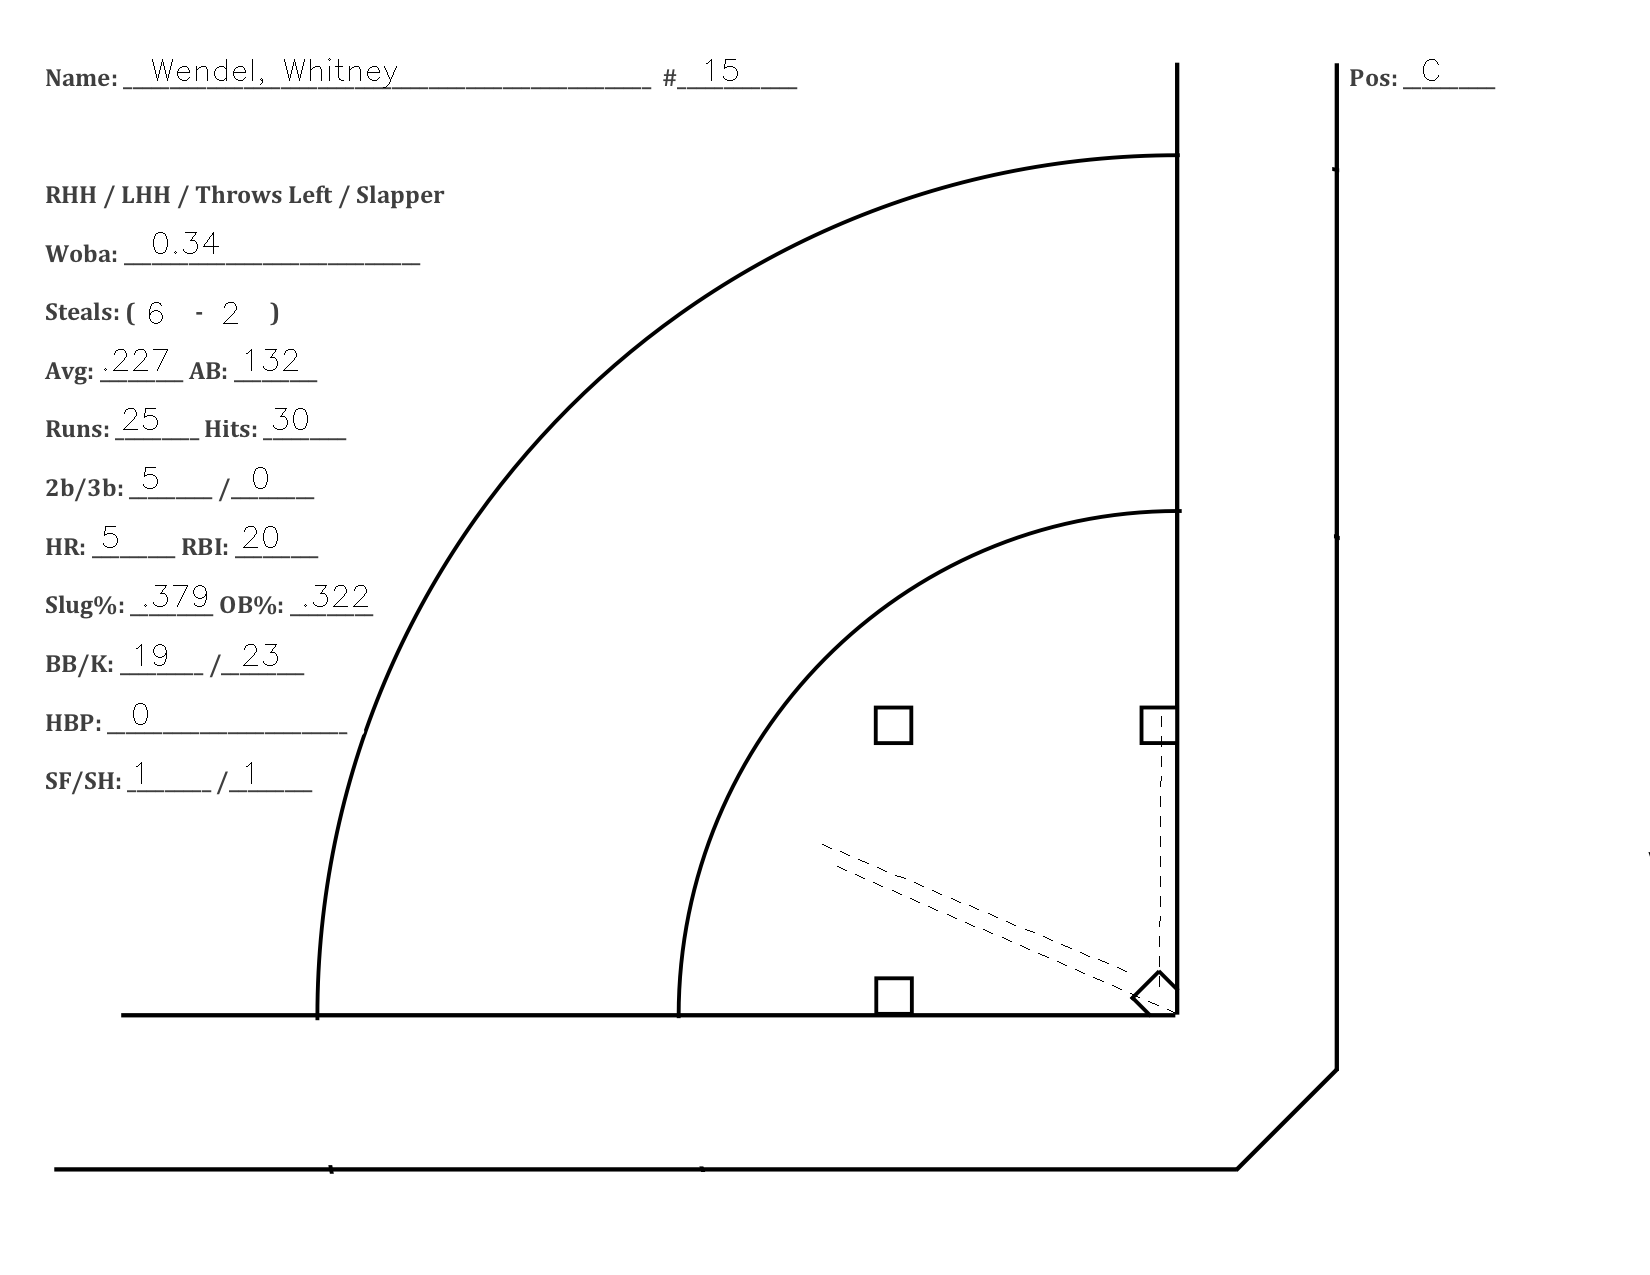 Name: Wendel, Whitney # 15 Pos: C
RHH / LHH / Throws Left / Slapper
Woba: 0.34
Steals: ( 6 - 2 )
Avg: .227 AB: 132
Runs: 25 Hits: 30
2b/3b: 5 / 0
HR: 5 RBI: 20
Slug%: .379 OB%: .322
BB/K: 19 / 23
HBP: 0
SF/SH: 1 / 1